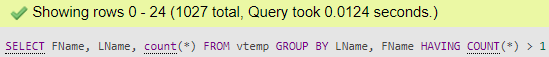 Showing rows 0 - 24 (1027 total, Query took 0.0124 seconds.)
SELECT FName, LName, count(*) FROM vtemp GROUP BY LName, FName HAVING COUNT(*) > 1